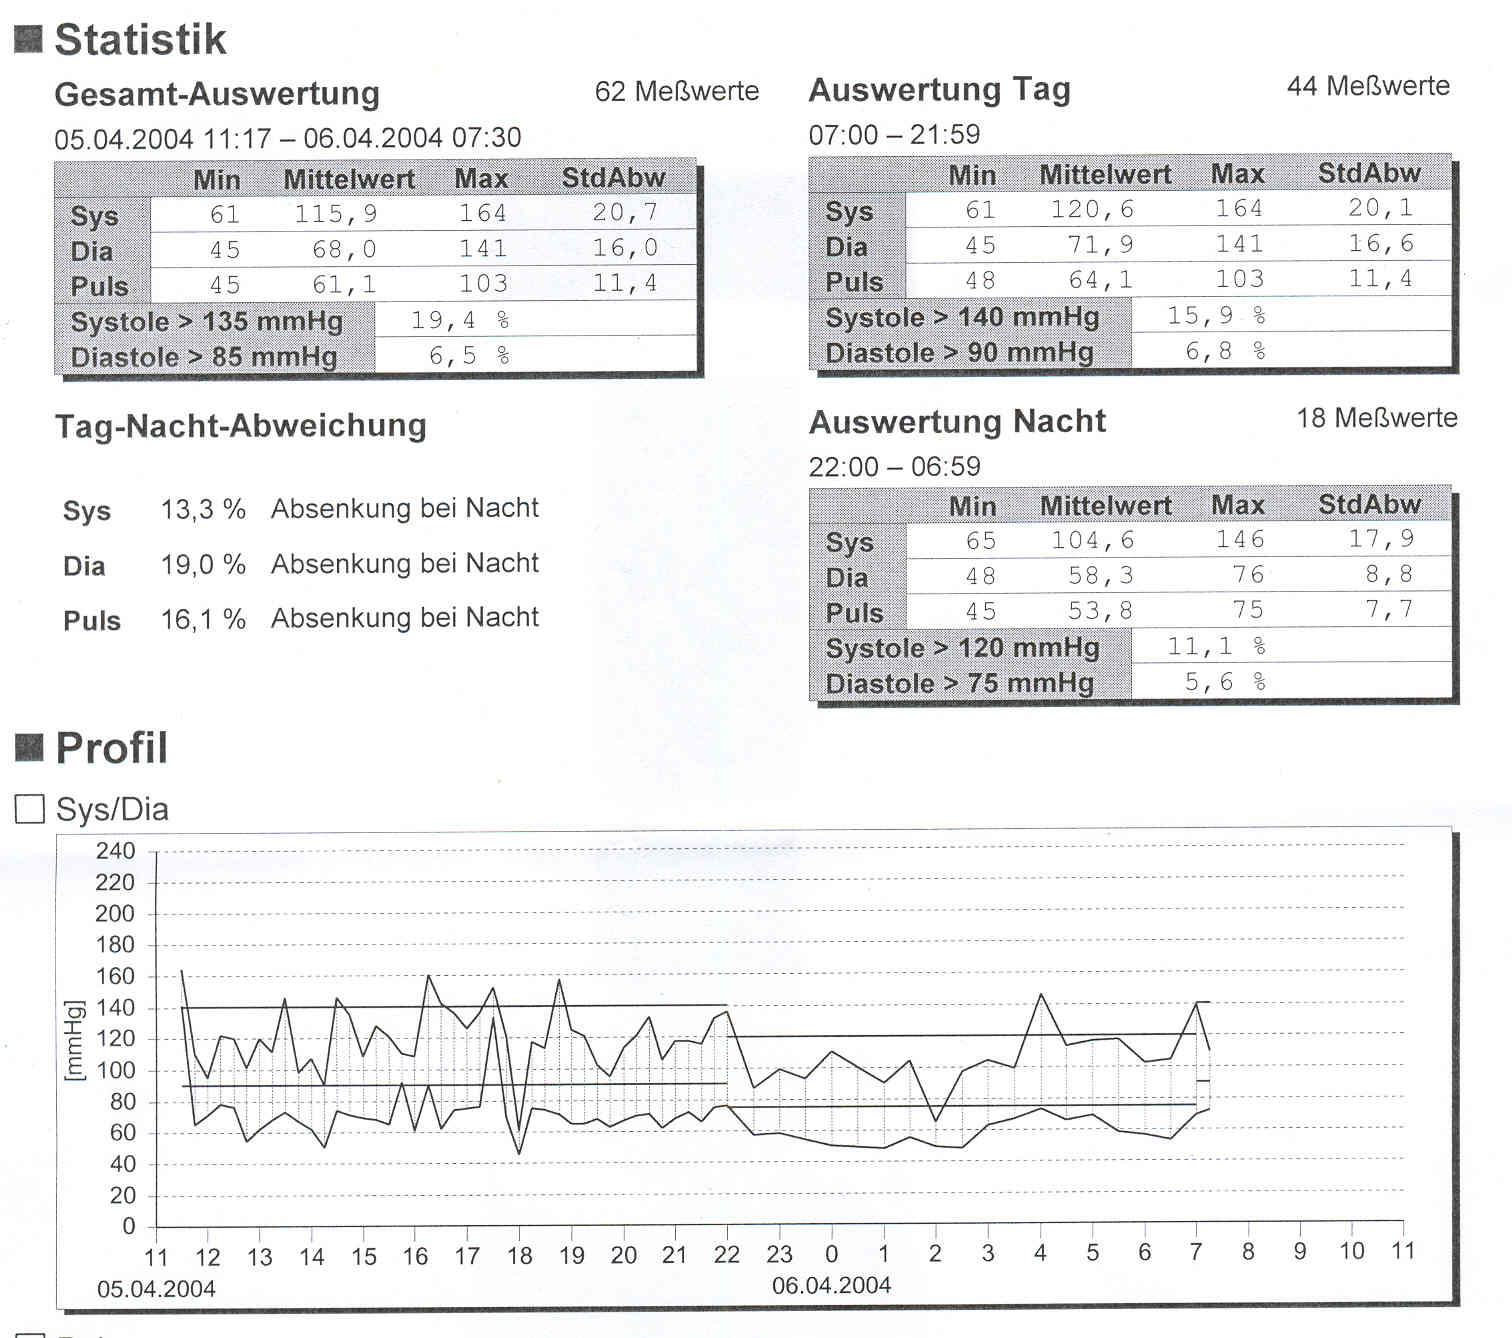 Statistik
Gesamt-Auswertung 62 Meßwerte
05.04.2004 11:17 – 06.04.2004 07:30
Min Mittelwert Max StdAbw
Sys 61 115,9 164 20,7
Dia 45 68,0 141 16,0
Puls 45 61,1 103 11,4
Systole > 135 mmHg 19,4 %
Diastole > 85 mmHg 6,5 %
Auswertung Tag 44 Meßwerte
07:00 – 21:59
Min Mittelwert Max StdAbw
Sys 61 120,6 164 20,1
Dia 45 71,9 141 16,6
Puls 48 64,1 103 11,4
Systole > 140 mmHg 15,9 %
Diastole > 90 mmHg 6,8 %
Tag-Nacht-Abweichung
Sys 13,3 % Absenkung bei Nacht
Dia 19,0 % Absenkung bei Nacht
Puls 16,1 % Absenkung bei Nacht
Auswertung Nacht 18 Meßwerte
22:00 – 06:59
Min Mittelwert Max StdAbw
Sys 65 104,6 146 17,9
Dia 48 58,3 76 8,8
Puls 45 53,8 75 7,7
Systole > 120 mmHg 11,1 %
Diastole > 75 mmHg 5,6 %
Profil
Sys/Dia
[mmHg]
240
220
200
180
160
140
120
100
80
60
40
20
0
11 12 13 14 15 16 17 18 19 20 21 22 23 0 1 2 3 4 5 6 7 8 9 10 11
05.04.2004 06.04.2004